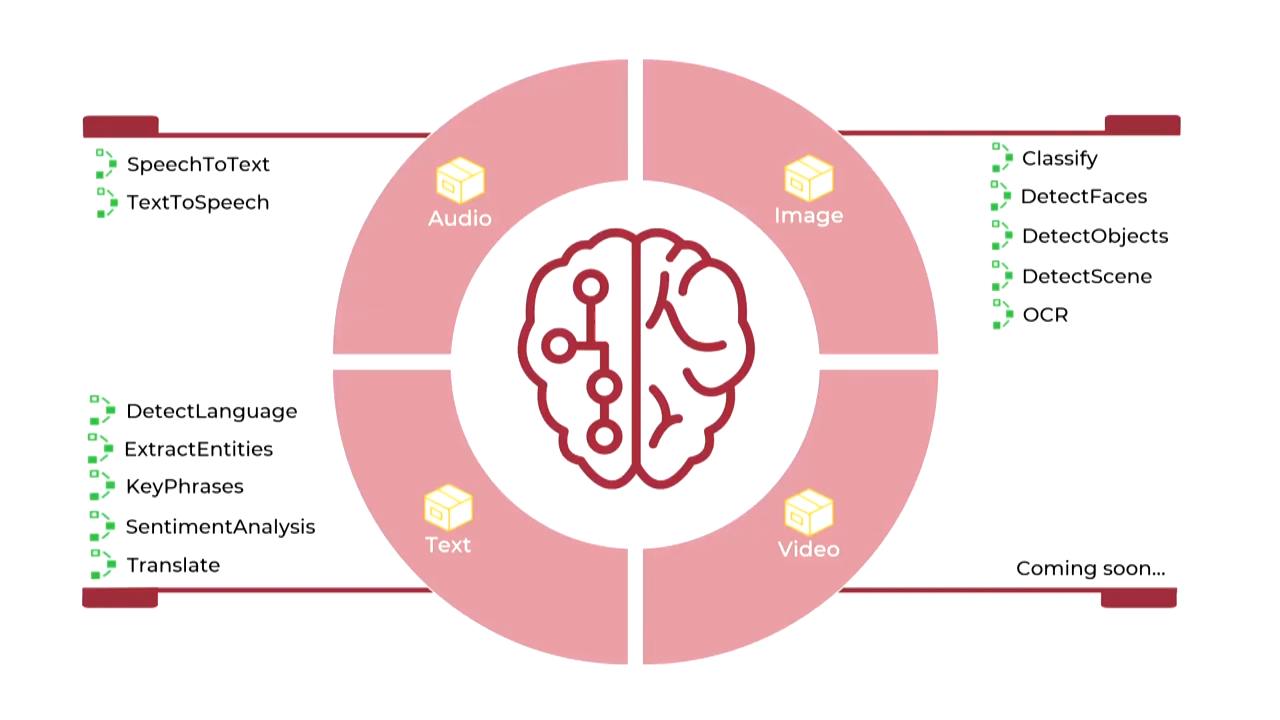 Audio
SpeechToText
TextToSpeech
Image
Classify
DetectFaces
DetectObjects
DetectScene
OCR
Text
DetectLanguage
ExtractEntities
KeyPhrases
SentimentAnalysis
Translate
Video
Coming soon...